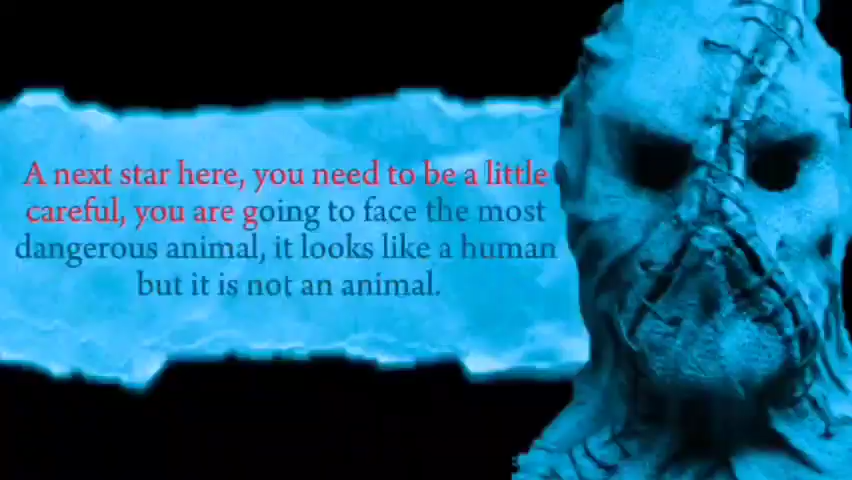 A next star here, you need to be a little
careful, you are going to face the most
dangerous animal, it looks like a human
but it is not an animal.